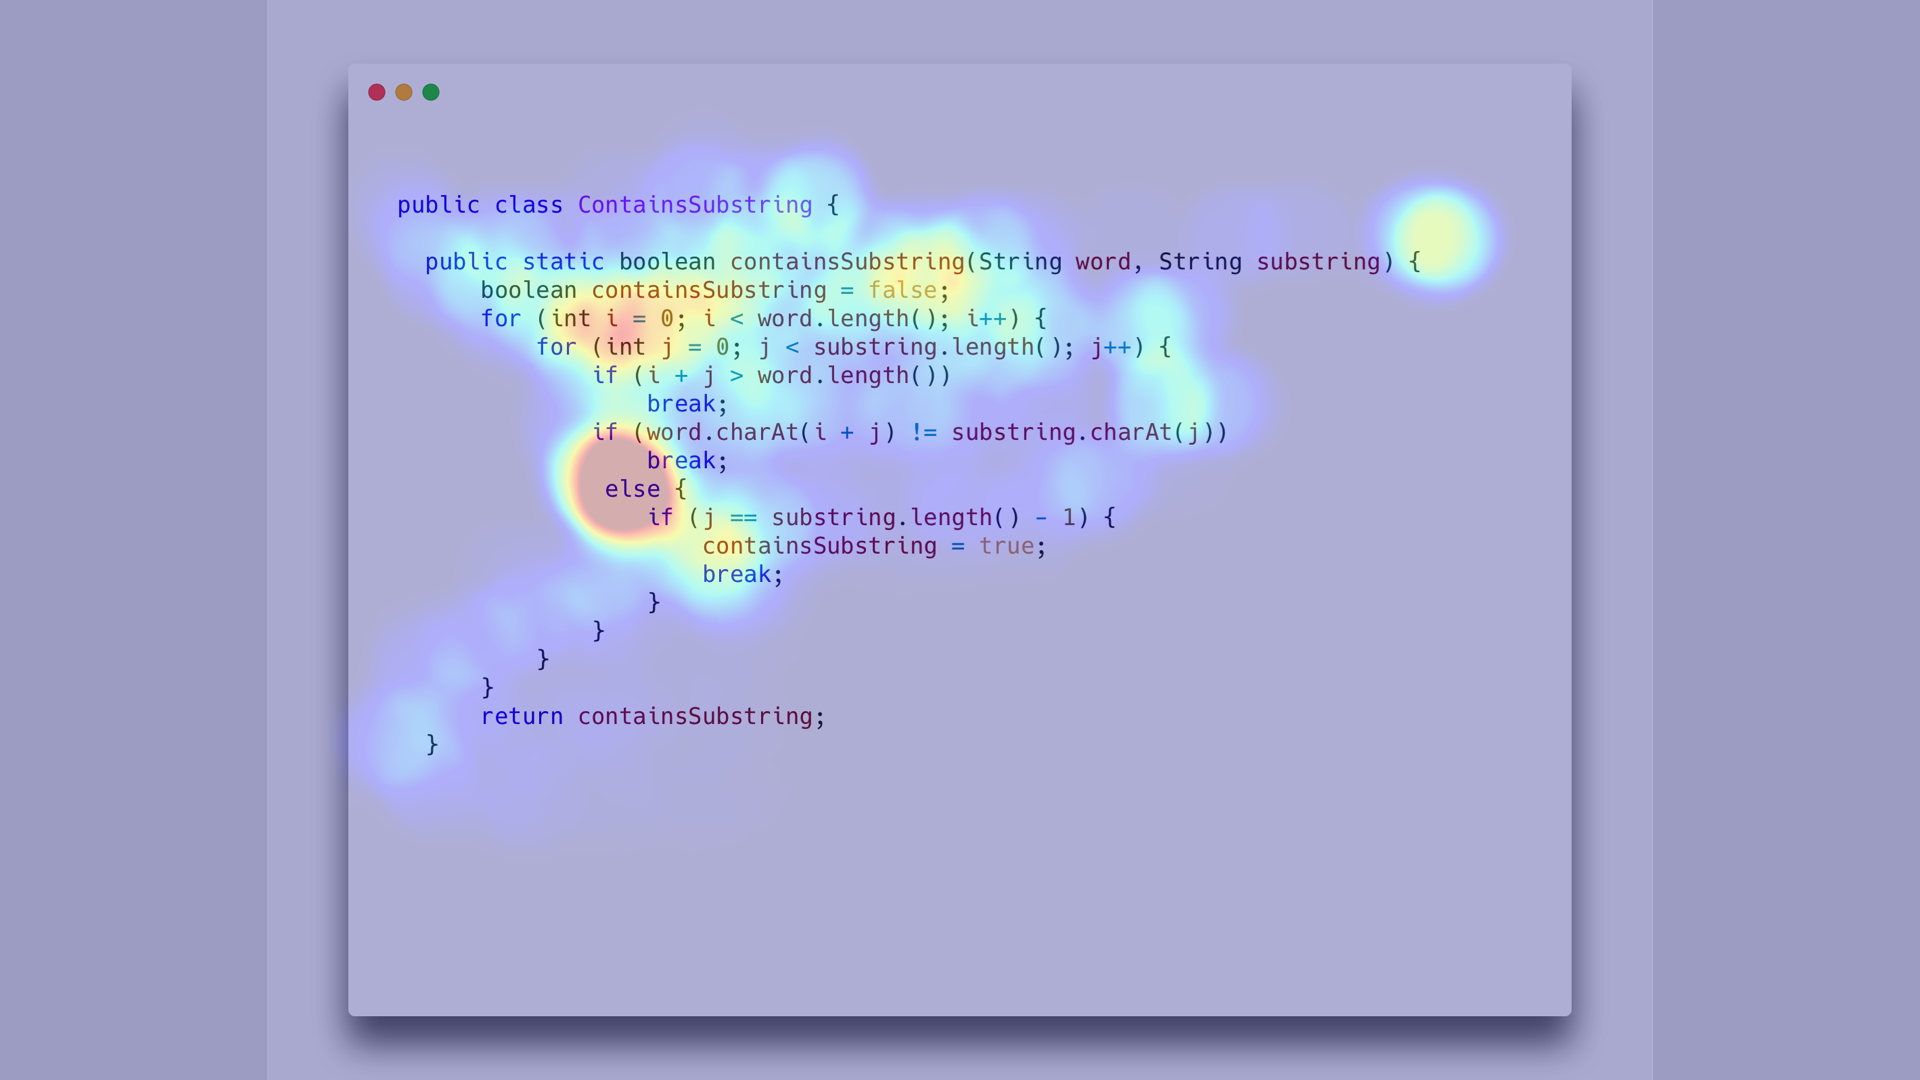 public class ContainsSubstring {
public static boolean containsSubstring(String word, String substring) {
boolean containsSubstring = false;
for (int i = 0; i < word.length(); i++) {
for (int j = 0; j < substring.length(); j++) {
if (i + j > word.length())
break;
if (word.charAt(i + j) != substring.charAt(j))
break;
else {
if (j == substring.length() - 1) {
containsSubstring = true;
break;
}
}
}
}
return containsSubstring;
}